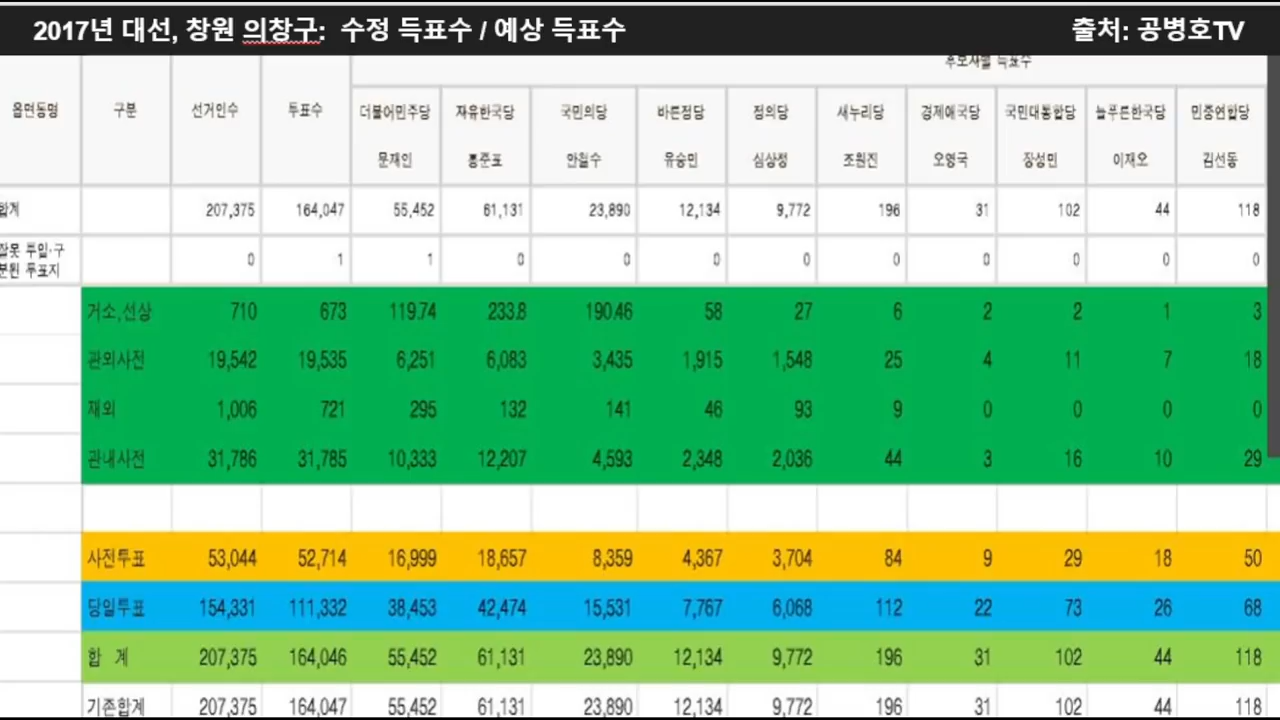 2017년 대선, 창원 의창구: 수정 득표수 / 예상 득표수 출처: 공병호TV
후보자별 득표수
읍면동명 구분 선거인수 투표수 더불어민주당 자유한국당 국민의당 바른정당 정의당 새누리당 경제애국당 국민대통합당 늘푸른한국당 민중연합당
문재인 홍준표 안철수 유승민 심상정 조원진 오영국 장성민 이재오 김선동
합계 207,375 164,047 55,452 61,131 23,890 12,134 9,772 196 31 102 44 118
잘못 투입·구
분된 투표지 0 1 1 0 0 0 0 0 0 0 0 0
거소,선상 710 673 119.74 233.8 190.46 58 27 6 2 2 1 3
관외사전 19,542 19,535 6,251 6,083 3,435 1,915 1,548 25 4 11 7 18
재외 1,006 721 295 132 141 46 93 9 0 0 0 0
관내사전 31,786 31,785 10,333 12,207 4,593 2,348 2,036 44 3 16 10 29
사전투표 53,044 52,714 16,999 18,657 8,359 4,367 3,704 84 9 29 18 50
당일투표 154,331 111,332 38,453 42,474 15,531 7,767 6,068 112 22 73 26 68
합 계 207,375 164,046 55,452 61,131 23,890 12,134 9,772 196 31 102 44 118
기존합계 207,375 164,047 55,452 61,131 23,890 12,134 9,772 196 31 102 44 118